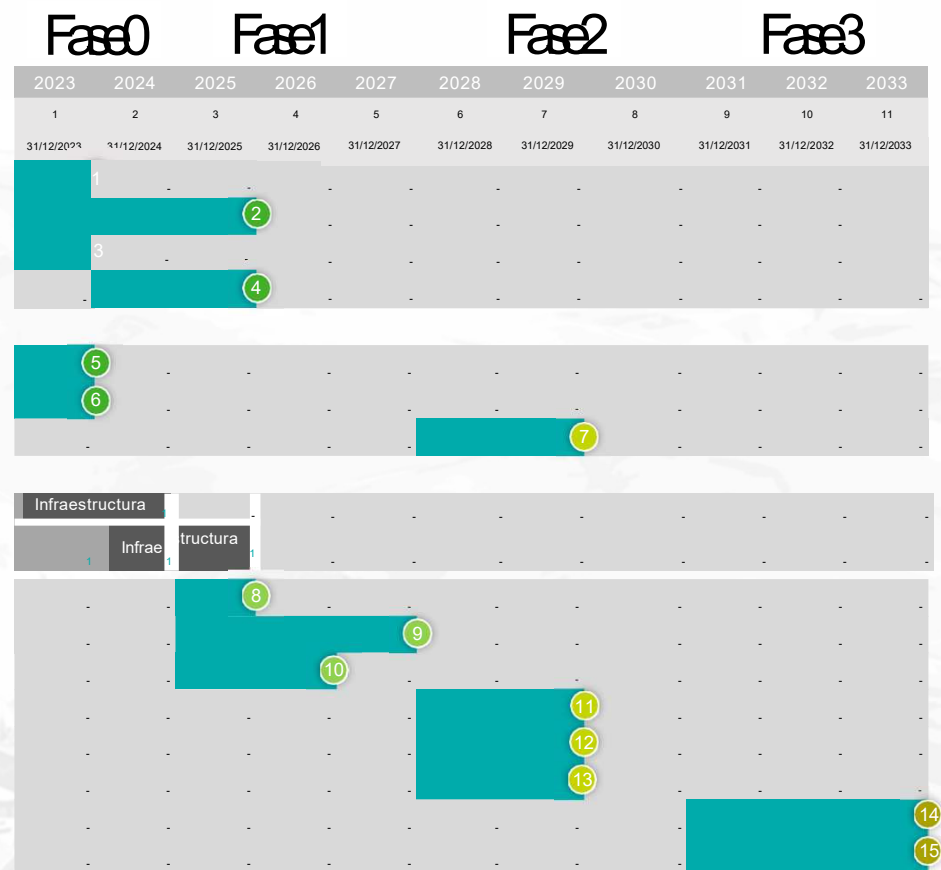 Fase0 Fase1 Fase2 Fase3
2023 2024 2025 2026 2027 2028 2029 2030 2031 2032 2033
1 2 3 4 5 6 7 8 9 10 11
31/12/2023 31/12/2024 31/12/2025 31/12/2026 31/12/2027 31/12/2028 31/12/2029 31/12/2030 31/12/2031 31/12/2032 31/12/2033
1 - - - - - - - - -
2 - - - - - - -
3 - - - - - - - - -
- 4 - - - - - - - -
5 - - - - - - - - - -
6 - - - - - - - - - -
- - - - - 7 - - - -
Infraestructura 1 - - - - - - - - -
1 Infrae 1 structura 1 - - - - - - - -
- - 8 - - - - - - - -
- - 9 - - - - - -
- - 10 - - - - - - -
- - - - - 11 - - - -
- - - - - 12 - - - -
- - - - - 13 - - - -
- - - - - - - - 14
- - - - - - - - 15